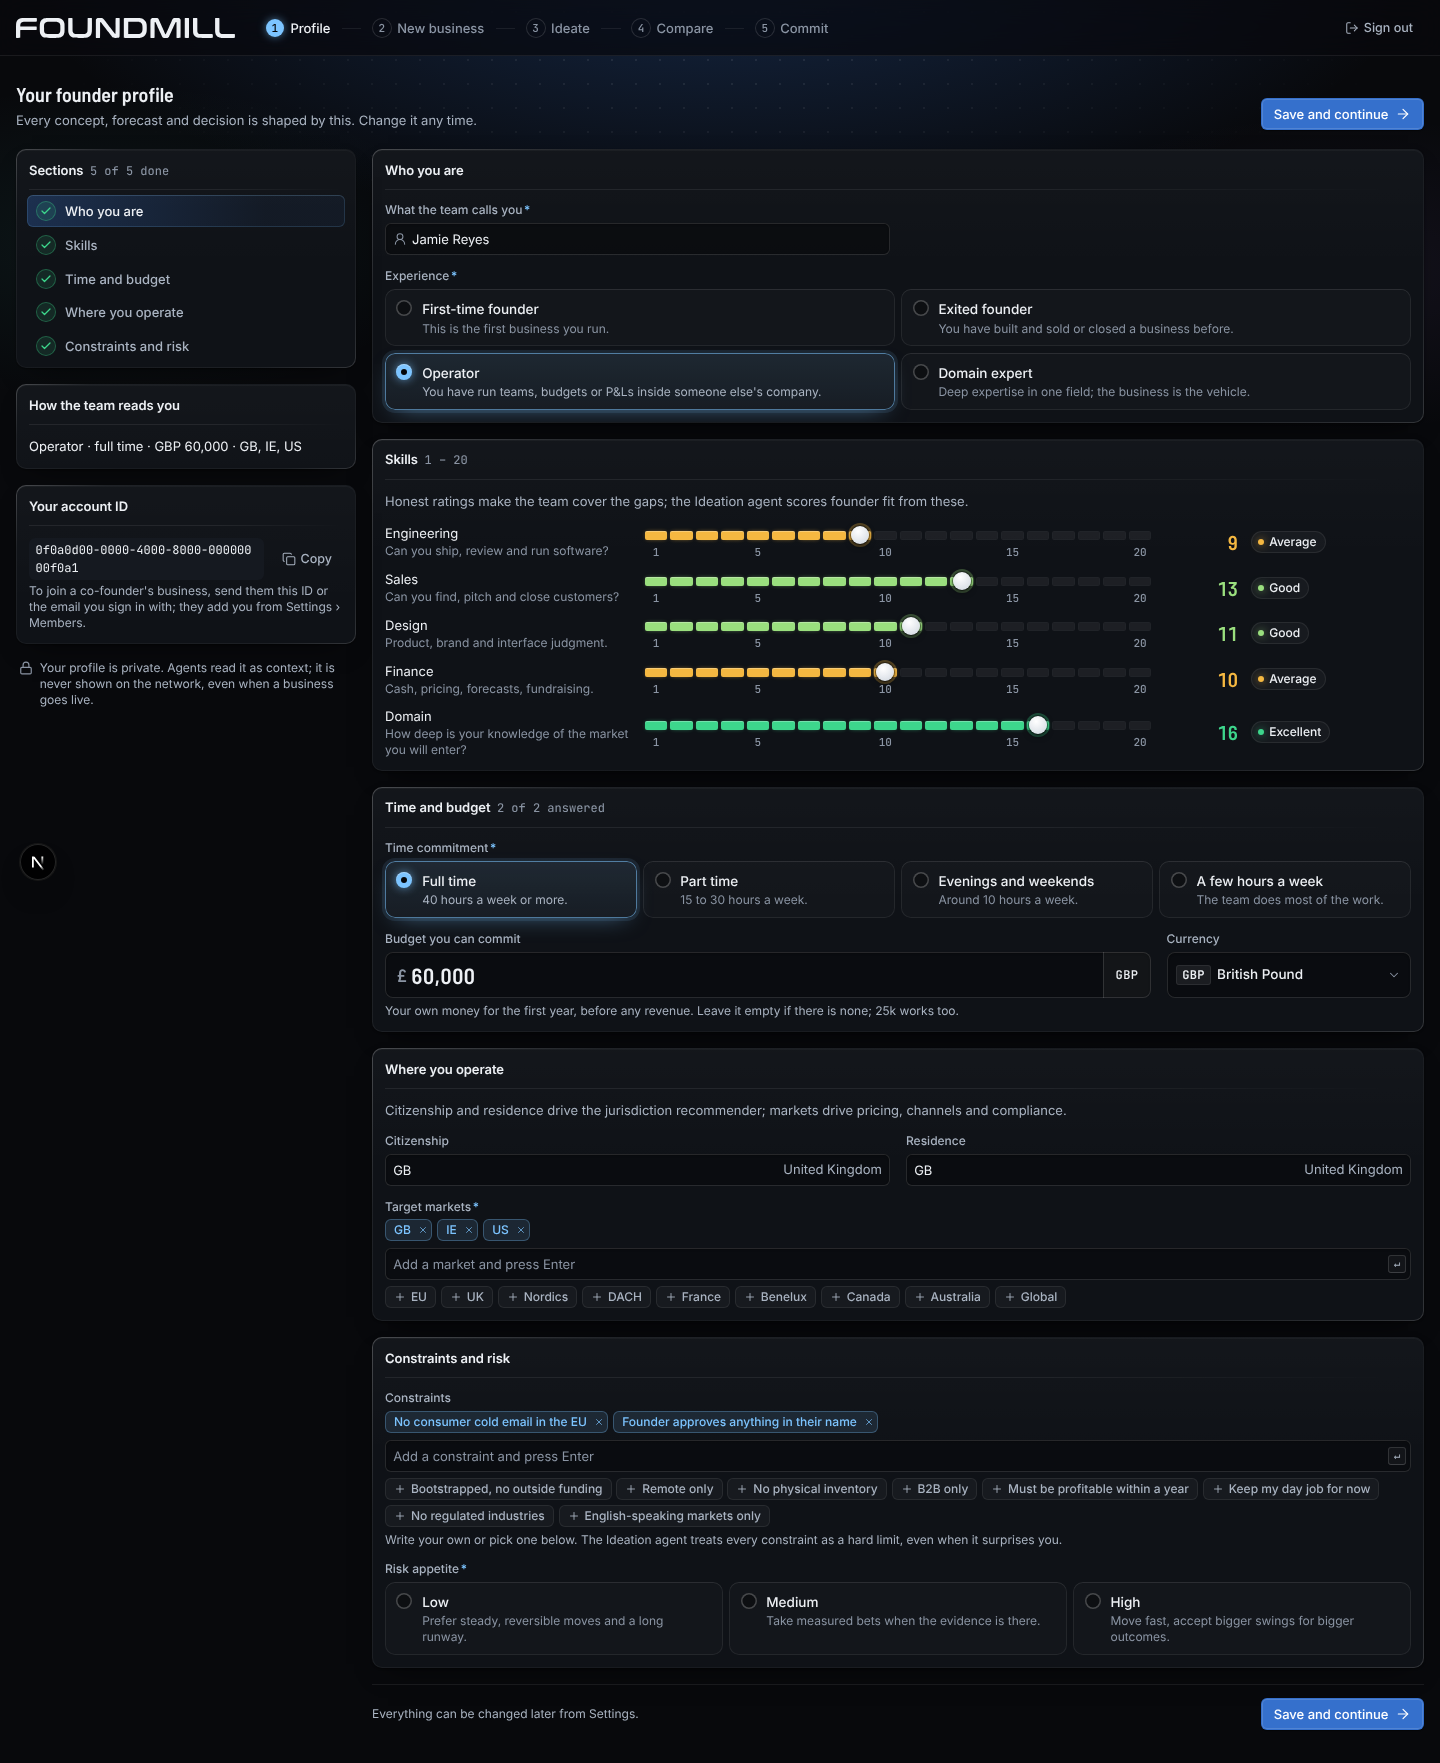 FOUNDMILL
1 Profile
2 New business
3 Ideate
4 Compare
5 Commit
Sign out
Your founder profile
Every concept, forecast and decision is shaped by this. Change it any time.
Save and continue
Sections 5 of 5 done
Who you are
Skills
Time and budget
Where you operate
Constraints and risk
How the team reads you
Operator · full time · GBP 60,000 · GB, IE, US
Your account ID
0f0a0d00-0000-4000-8000-000000
00f0a1
Copy
To join a co-founder's business, send them this ID or
the email you sign in with; they add you from Settings ›
Members.
Your profile is private. Agents read it as context; it is
never shown on the network, even when a business
goes live.
N
Who you are
What the team calls you*
Jamie Reyes
Experience*
First-time founder
This is the first business you run.
Exited founder
You have built and sold or closed a business before.
Operator
You have run teams, budgets or P&Ls inside someone else's company.
Domain expert
Deep expertise in one field; the business is the vehicle.
Skills 1 – 20
Honest ratings make the team cover the gaps; the Ideation agent scores founder fit from these.
Engineering
Can you ship, review and run software?
1 5 10 15 20
9 Average
Sales
Can you find, pitch and close customers?
1 5 10 15 20
13 Good
Design
Product, brand and interface judgment.
1 5 10 15 20
11 Good
Finance
Cash, pricing, forecasts, fundraising.
1 5 10 15 20
10 Average
Domain
How deep is your knowledge of the market
you will enter?
1 5 10 15 20
16 Excellent
Time and budget 2 of 2 answered
Time commitment*
Full time
40 hours a week or more.
Part time
15 to 30 hours a week.
Evenings and weekends
Around 10 hours a week.
A few hours a week
The team does most of the work.
Budget you can commit
£ 60,000
GBP
Currency
GBP British Pound
Your own money for the first year, before any revenue. Leave it empty if there is none; 25k works too.
Where you operate
Citizenship and residence drive the jurisdiction recommender; markets drive pricing, channels and compliance.
Citizenship
GB United Kingdom
Residence
GB United Kingdom
Target markets*
GB × IE × US ×
Add a market and press Enter ↵
+ EU + UK + Nordics + DACH + France + Benelux + Canada + Australia + Global
Constraints and risk
Constraints
No consumer cold email in the EU × Founder approves anything in their name ×
Add a constraint and press Enter ↵
+ Bootstrapped, no outside funding + Remote only + No physical inventory + B2B only + Must be profitable within a year + Keep my day job for now
+ No regulated industries + English-speaking markets only
Write your own or pick one below. The Ideation agent treats every constraint as a hard limit, even when it surprises you.
Risk appetite*
Low
Prefer steady, reversible moves and a long
runway.
Medium
Take measured bets when the evidence is there.
High
Move fast, accept bigger swings for bigger
outcomes.
Everything can be changed later from Settings.
Save and continue